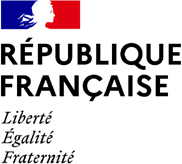 RÉPUBLIQUE
FRANÇAISE
Liberté
Égalité
Fraternité